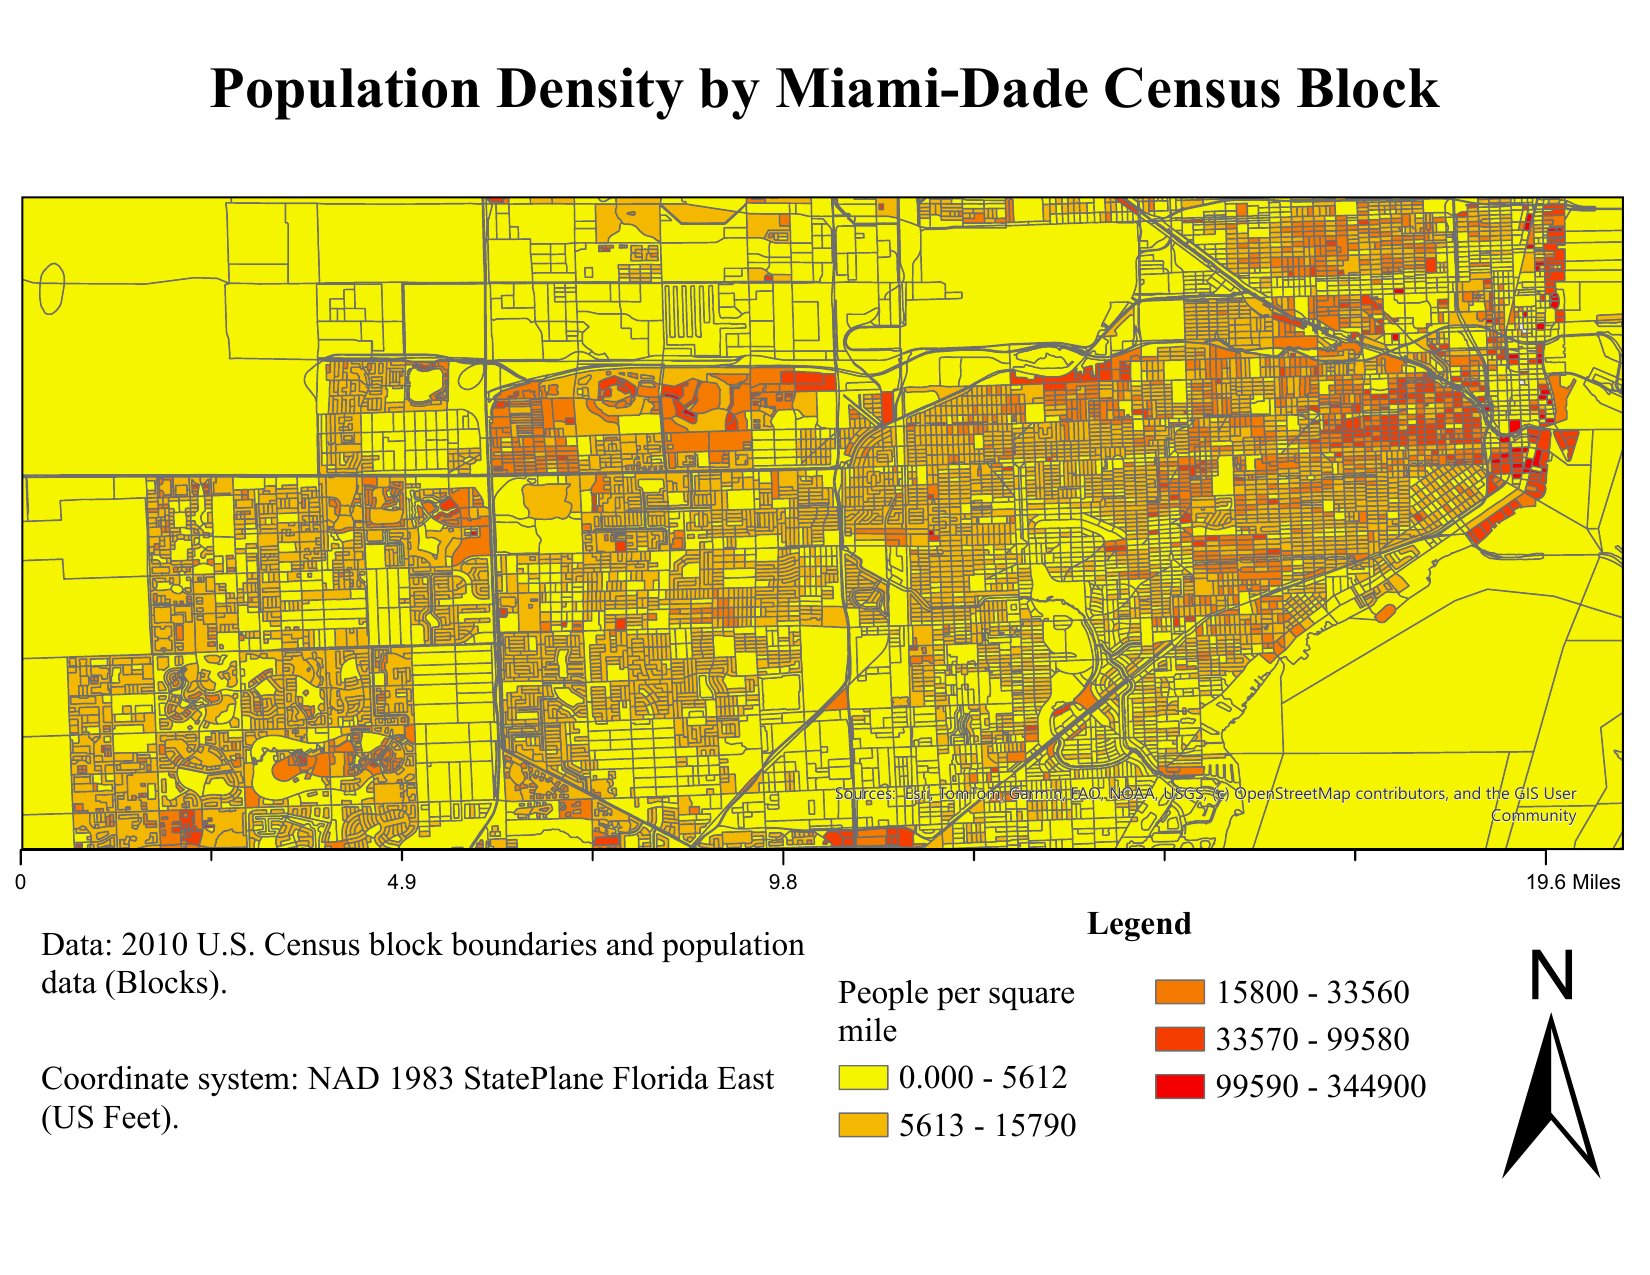 Population Density by Miami-Dade Census Block
Sources: Esri, TomTom, Garmin, FAO, NOAA, USGS, (c) OpenStreetMap contributors, and the GIS User
Community
0
4.9
9.8
19.6 Miles
Data: 2010 U.S. Census block boundaries and population
data (Blocks).
Coordinate system: NAD 1983 StatePlane Florida East
(US Feet).
Legend
People per square
mile
0.000 - 5612
5613 - 15790
15800 - 33560
33570 - 99580
99590 - 344900
N